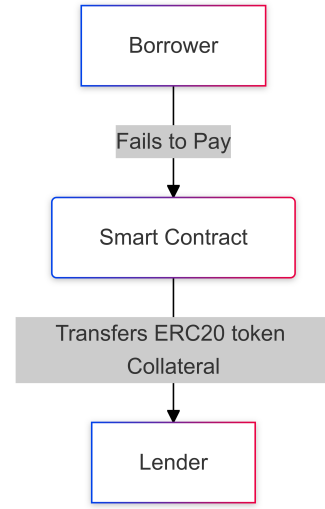 Borrower
Fails to Pay
Smart Contract
Transfers ERC20 token
Collateral
Lender